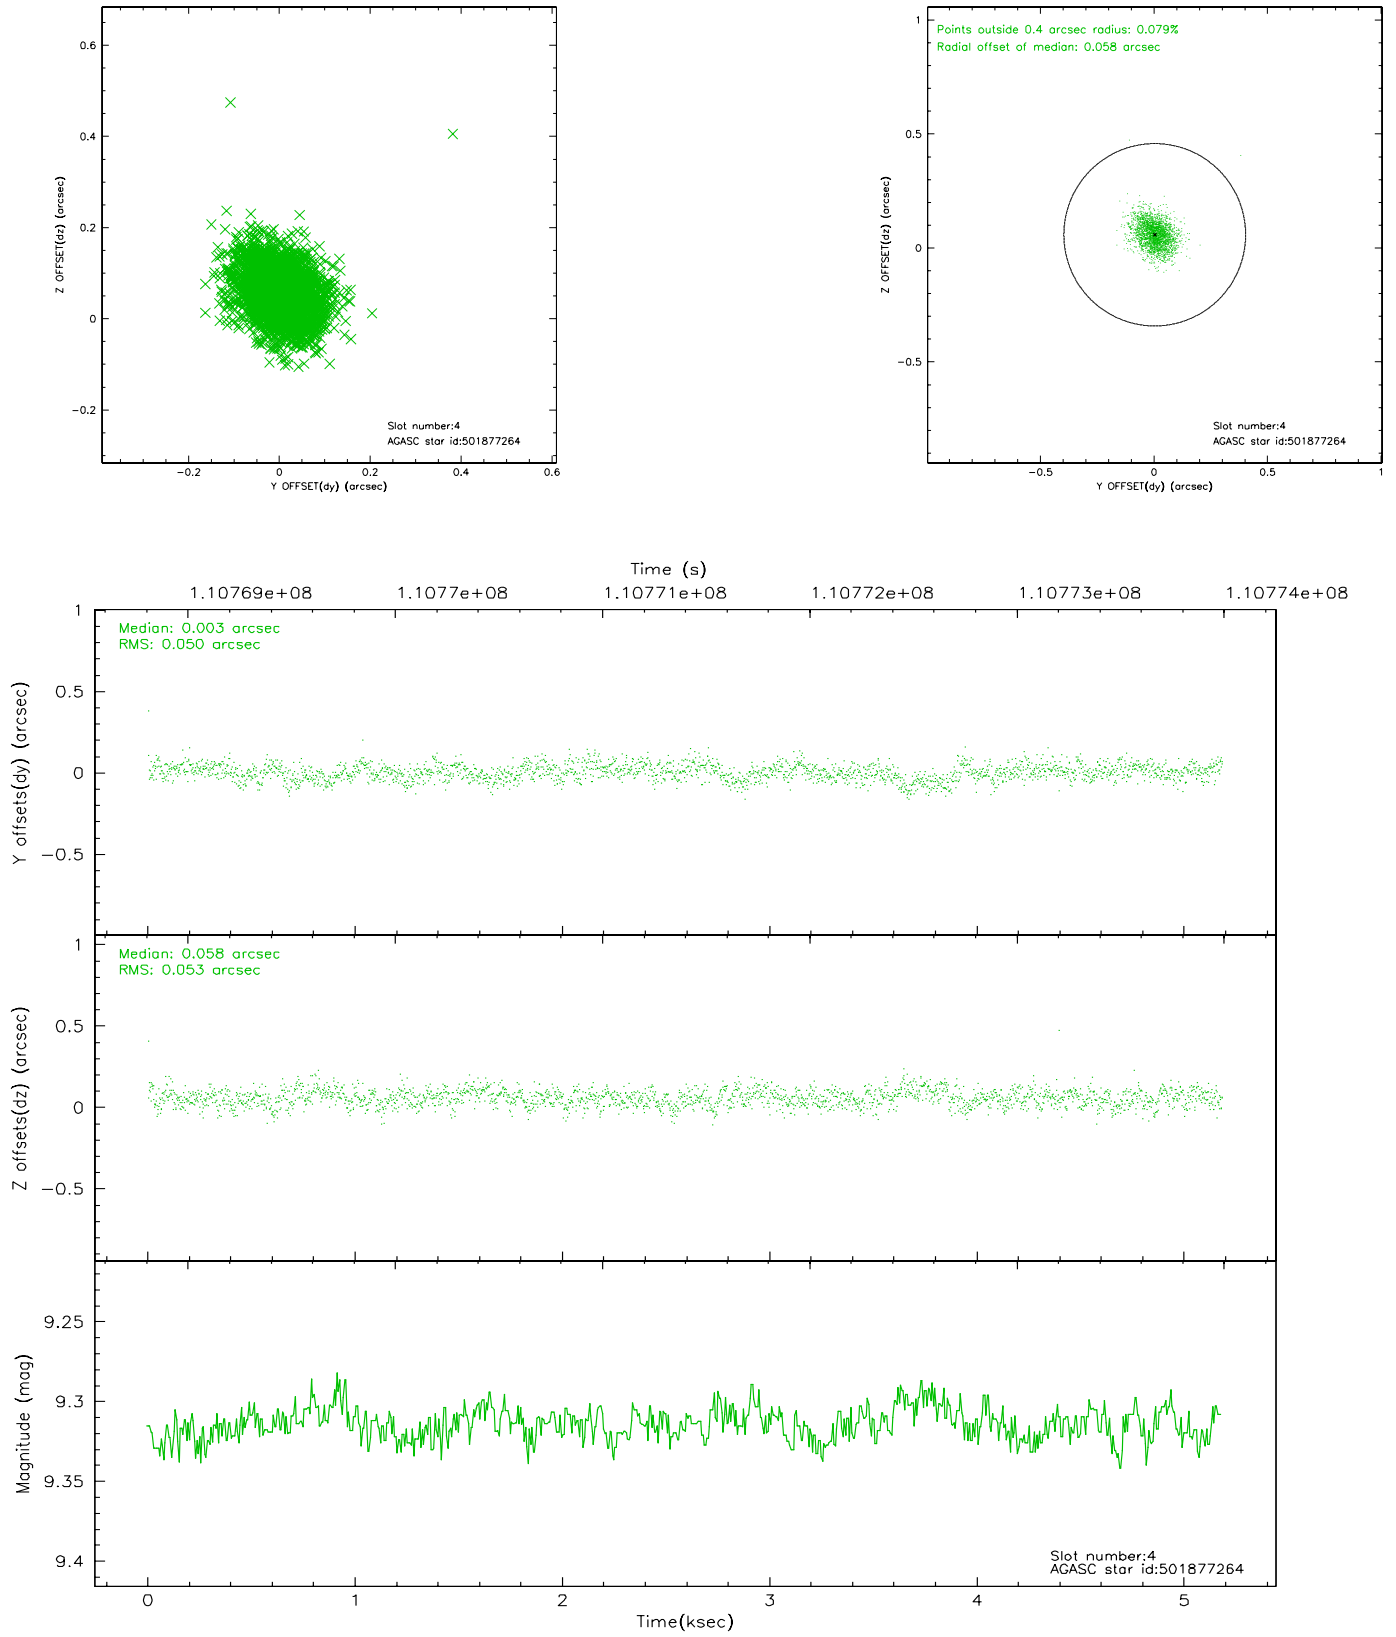 0.6
0.4
0.2
0
−0.2
Z OFFSET(dz) (arcsec)
Slot number:4
AGASC star id:501877264
−0.2 0 0.2 0.4 0.6
Y OFFSET(dy) (arcsec)
Points outside 0.4 arcsec radius: 0.079%
Radial offset of median: 0.058 arcsec
1
0.5
0
−0.5
Z OFFSET(dz) (arcsec)
Slot number:4
AGASC star id:501877264
−0.5 0 0.5 1
Y OFFSET(dy) (arcsec)
Time (s)
1.10769e+08 1.1077e+08 1.10771e+08 1.10772e+08 1.10773e+08 1.10774e+08
Median: 0.003 arcsec
RMS: 0.050 arcsec
1
0.5
0
−0.5
Y offsets(dy) (arcsec)
Median: 0.058 arcsec
RMS: 0.053 arcsec
1
0.5
0
−0.5
Z offsets(dz) (arcsec)
9.25
9.3
9.35
9.4
Magnitude (mag)
Slot number:4
AGASC star id:501877264
0 1 2 3 4 5
Time(ksec)